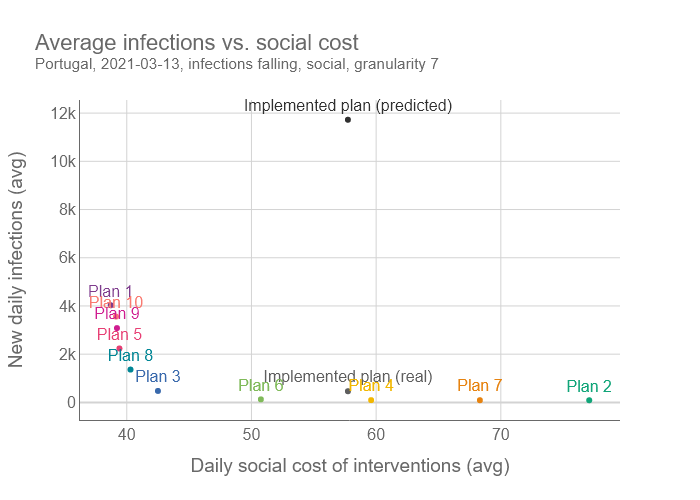 Average infections vs. social cost
Portugal, 2021-03-13, infections falling, social, granularity 7
New daily infections (avg)
12k
10k
8k
6k
4k
2k
0
Implemented plan (predicted)
Plan 1
Plan 10
Plan 9
Plan 5
Plan 8
Plan 3
Implemented plan (real)
Plan 6
Plan 4
Plan 7
Plan 2
40
50
60
70
Daily social cost of interventions (avg)